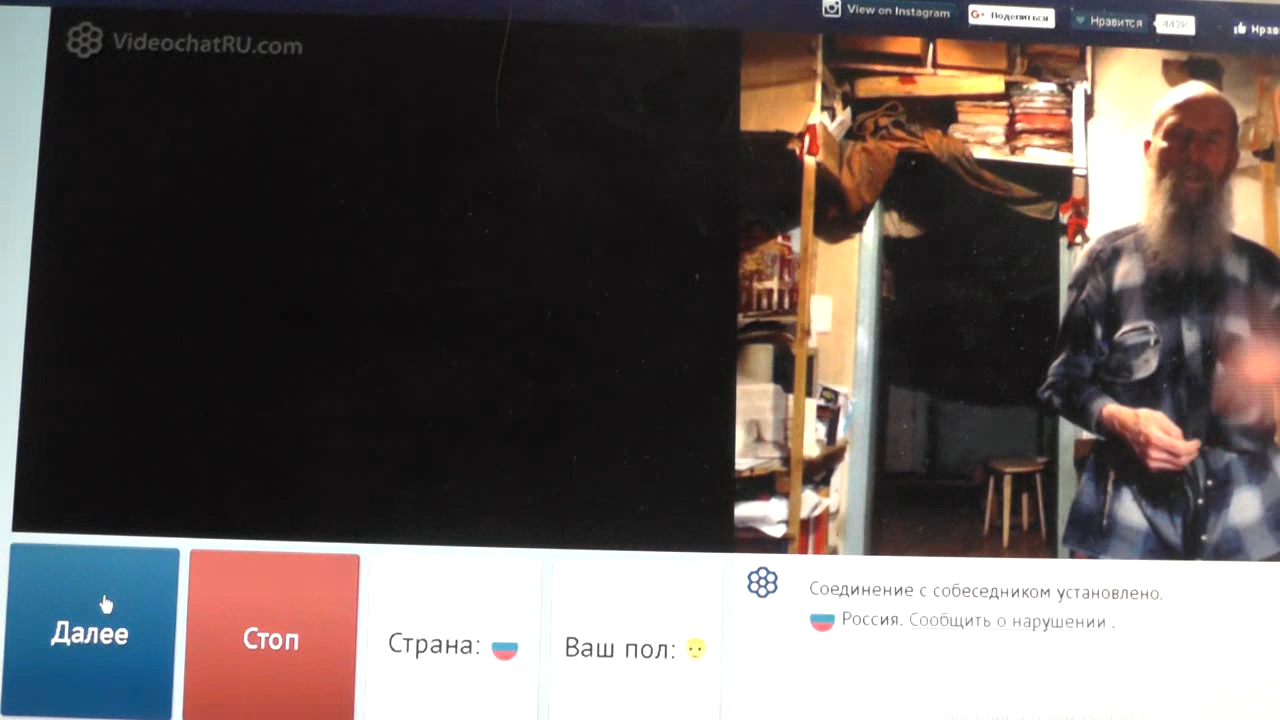 View on Instagram
Поделиться
Нравится
VideochatRU.com
Далее
Стоп
Страна:
Ваш пол:
Соединение с собеседником установлено.
Россия. Сообщить о нарушении .